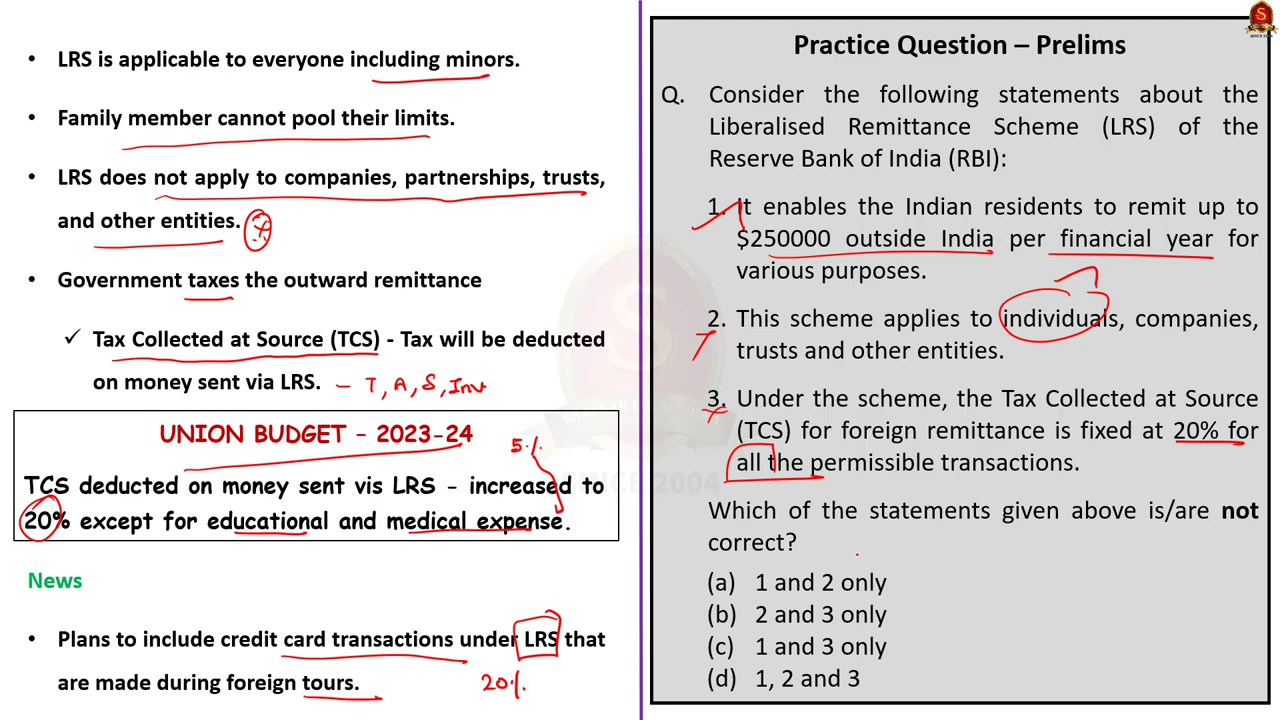 • LRS is applicable to everyone including minors.
• Family member cannot pool their limits.
• LRS does not apply to companies, partnerships, trusts,
and other entities.
• Government taxes the outward remittance
✓ Tax Collected at Source (TCS) - Tax will be deducted
on money sent via LRS. – T, A, S, Inv
UNION BUDGET – 2023-24
5%
TCS deducted on money sent vis LRS – increased to
20% except for educational and medical expense.
News
• Plans to include credit card transactions under LRS that
are made during foreign tours.
20%
Practice Question – Prelims
Q. Consider the following statements about the
Liberalised Remittance Scheme (LRS) of the
Reserve Bank of India (RBI):
1. It enables the Indian residents to remit up to
$250000 outside India per financial year for
various purposes.
2. This scheme applies to individuals, companies,
trusts and other entities.
3. Under the scheme, the Tax Collected at Source
(TCS) for foreign remittance is fixed at 20% for
all the permissible transactions.
Which of the statements given above is/are not
correct?
(a) 1 and 2 only
(b) 2 and 3 only
(c) 1 and 3 only
(d) 1, 2 and 3
SINCE 2004